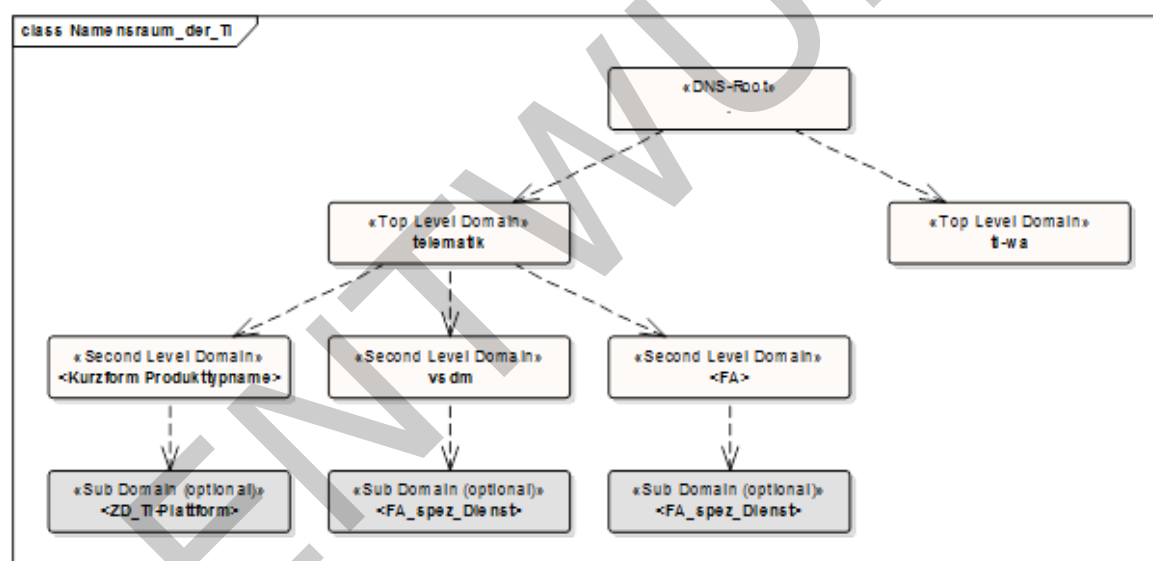 class Namensraum_der_TI
«DNS-Root»
.
«Top Level Domain»
telematik
«Top Level Domain»
ti-wa
«Second Level Domain»
<Kurzform Produkttypname>
«Second Level Domain»
vsdm
«Second Level Domain»
<FA>
«Sub Domain (optional)»
<ZD_TI-Plattform>
«Sub Domain (optional)»
<FA_spez_Dienst>
«Sub Domain (optional)»
<FA_spez_Dienst>
ENTWU